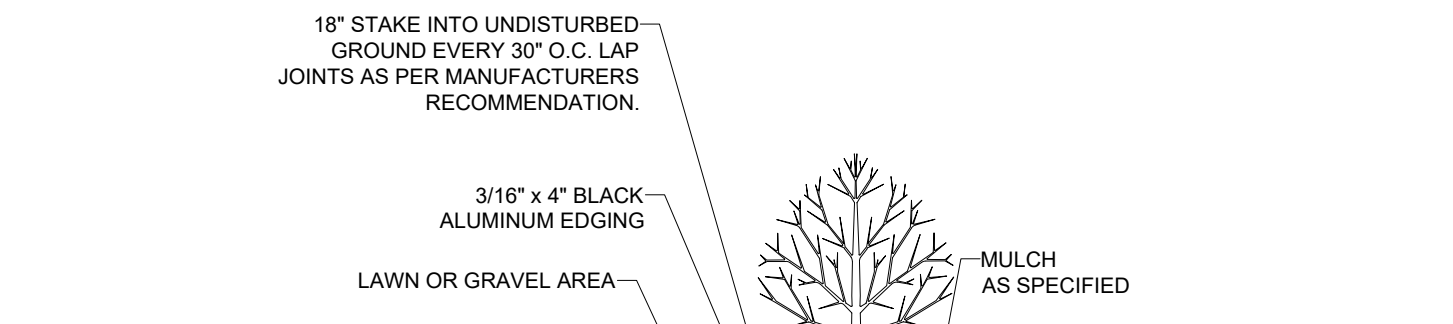 18" STAKE INTO UNDISTURBED
GROUND EVERY 30" O.C. LAP
JOINTS AS PER MANUFACTURERS
RECOMMENDATION.
3/16" x 4" BLACK
ALUMINUM EDGING
LAWN OR GRAVEL AREA
MULCH
AS SPECIFIED